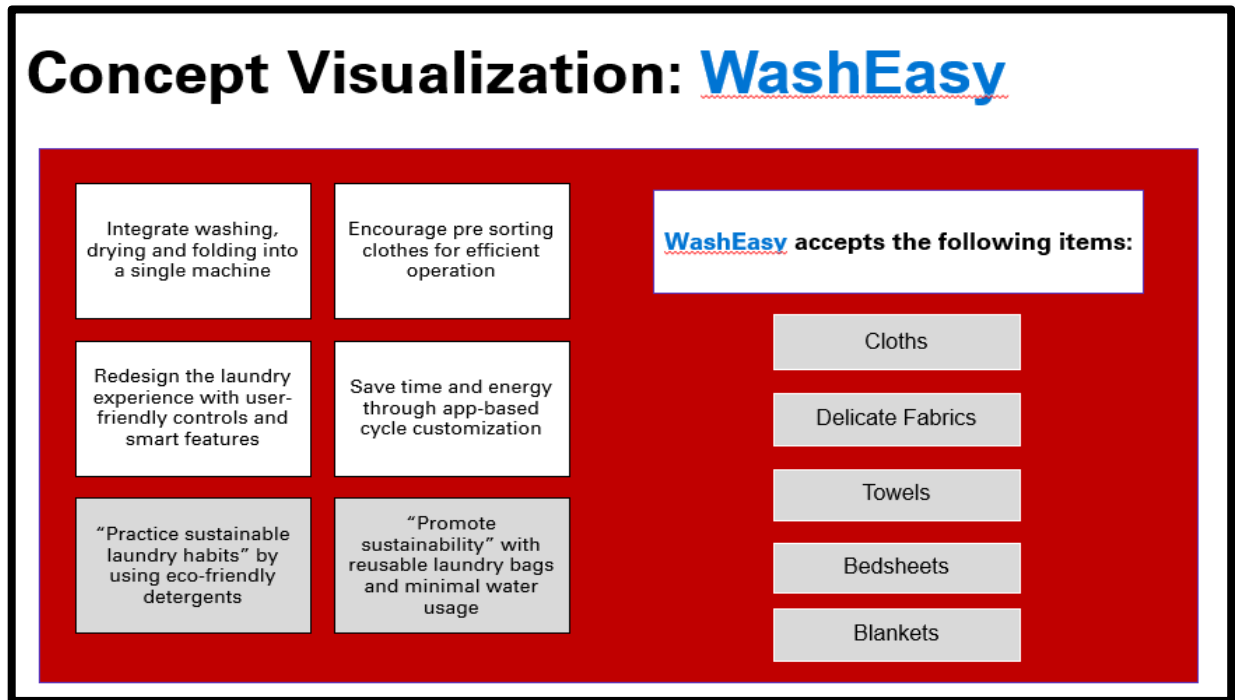 Concept Visualization: WashEasy
Integrate washing,
drying and folding into
a single machine
Encourage pre sorting
clothes for efficient
operation
Redesign the laundry
experience with user-
friendly controls and
smart features
Save time and energy
through app-based
cycle customization
“Practice sustainable
laundry habits” by
using eco-friendly
detergents
“Promote
sustainability” with
reusable laundry bags
and minimal water
usage
WashEasy accepts the following items:
Cloths
Delicate Fabrics
Towels
Bedsheets
Blankets